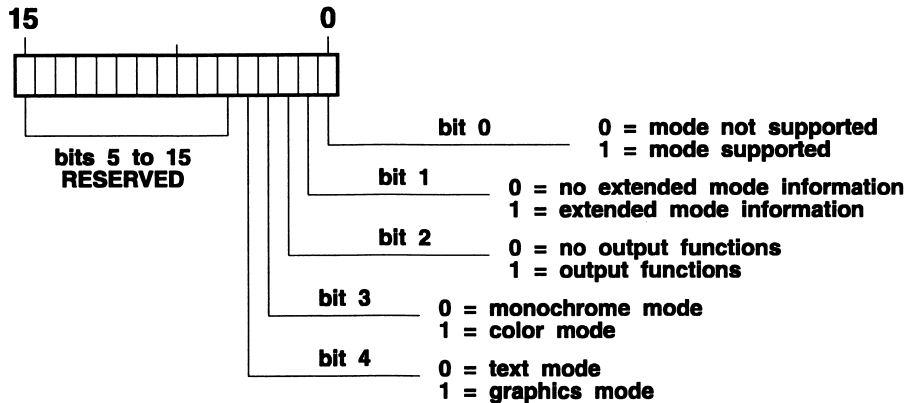 15 0
bit 0
0 = mode not supported
1 = mode supported
bits 5 to 15
RESERVED
bit 1
0 = no extended mode information
1 = extended mode information
bit 2
0 = no output functions
1 = output functions
bit 3
0 = monochrome mode
1 = color mode
bit 4
0 = text mode
1 = graphics mode